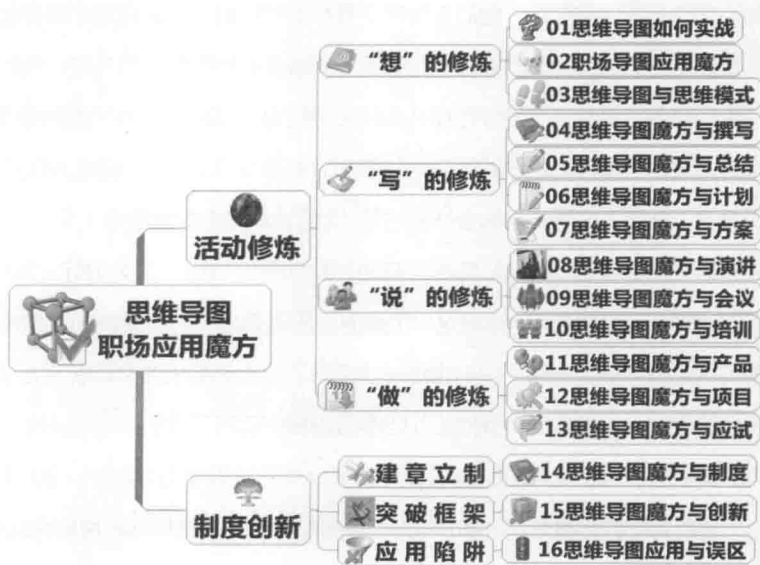 思维导图
职场应用魔方
活动修炼
“想”的修炼
01思维导图如何实战
02职场导图应用魔方
03思维导图与思维模式
“写”的修炼
04思维导图魔方与撰写
05思维导图魔方与总结
06思维导图魔方与计划
07思维导图魔方与方案
“说”的修炼
08思维导图魔方与演讲
09思维导图魔方与会议
10思维导图魔方与培训
“做”的修炼
11思维导图魔方与产品
12思维导图魔方与项目
13思维导图魔方与应试
制度创新
建章立制
14思维导图魔方与制度
突破框架
15思维导图魔方与创新
应用陷阱
16思维导图应用与误区